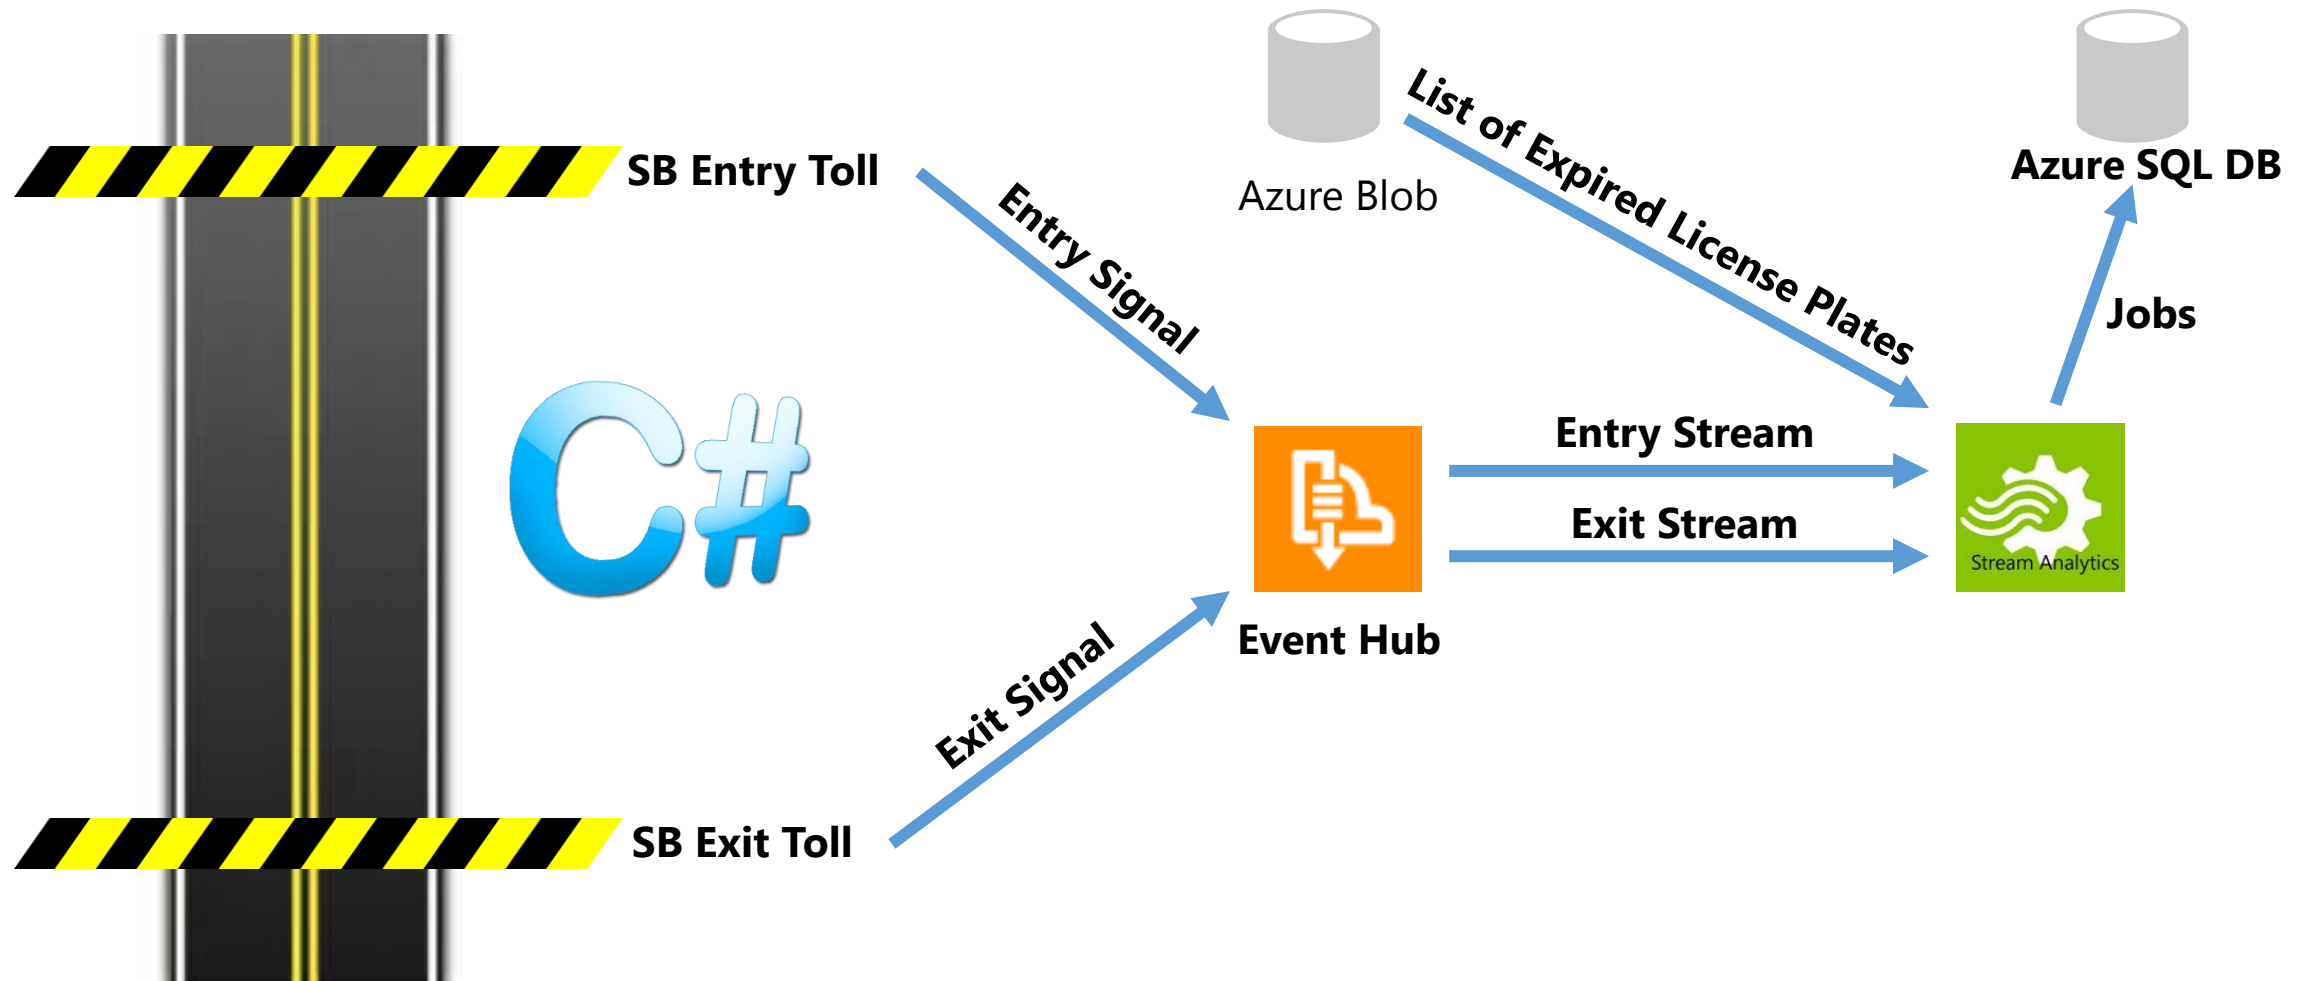 SB Entry Toll
Entry Signal
Azure Blob
List of Expired License Plates
Azure SQL DB
Jobs
C#
Entry Stream
Exit Stream
Stream Analytics
Event Hub
Exit Signal
SB Exit Toll